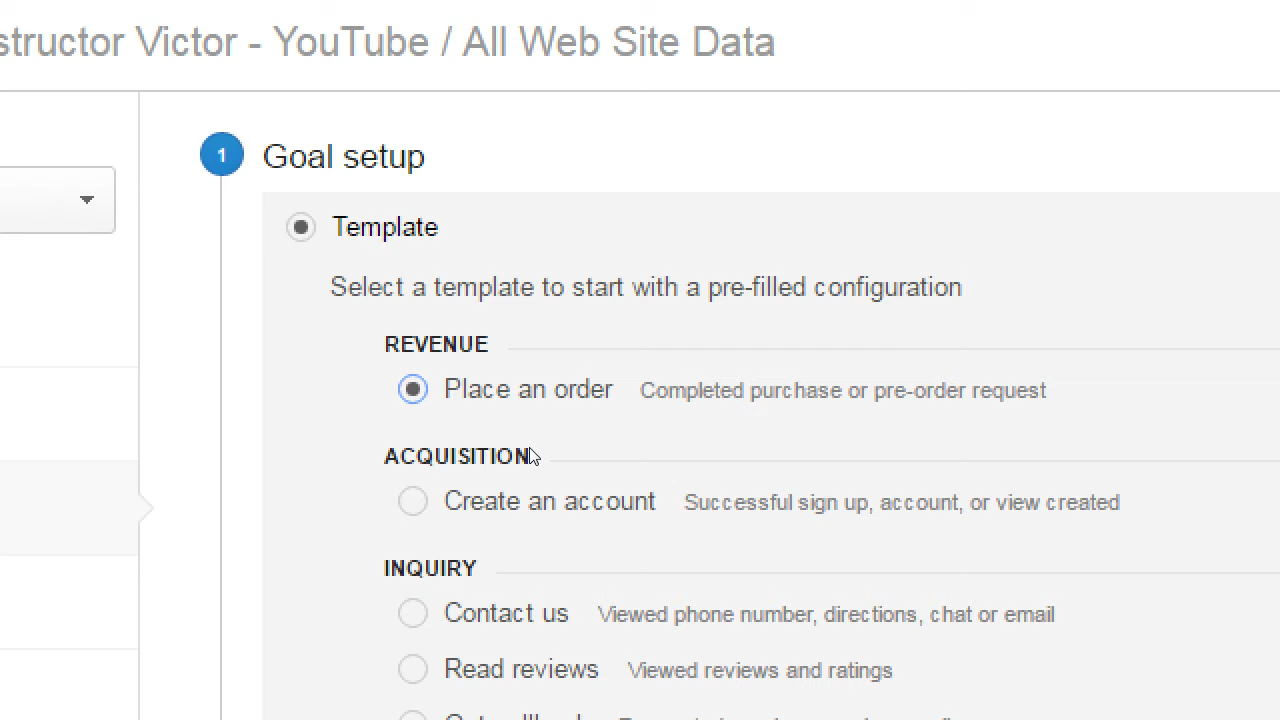 structor Victor - YouTube / All Web Site Data
1 Goal setup
Template
Select a template to start with a pre-filled configuration
REVENUE
Place an order Completed purchase or pre-order request
ACQUISITION
Create an account Successful sign up, account, or view created
INQUIRY
Contact us Viewed phone number, directions, chat or email
Read reviews Viewed reviews and ratings